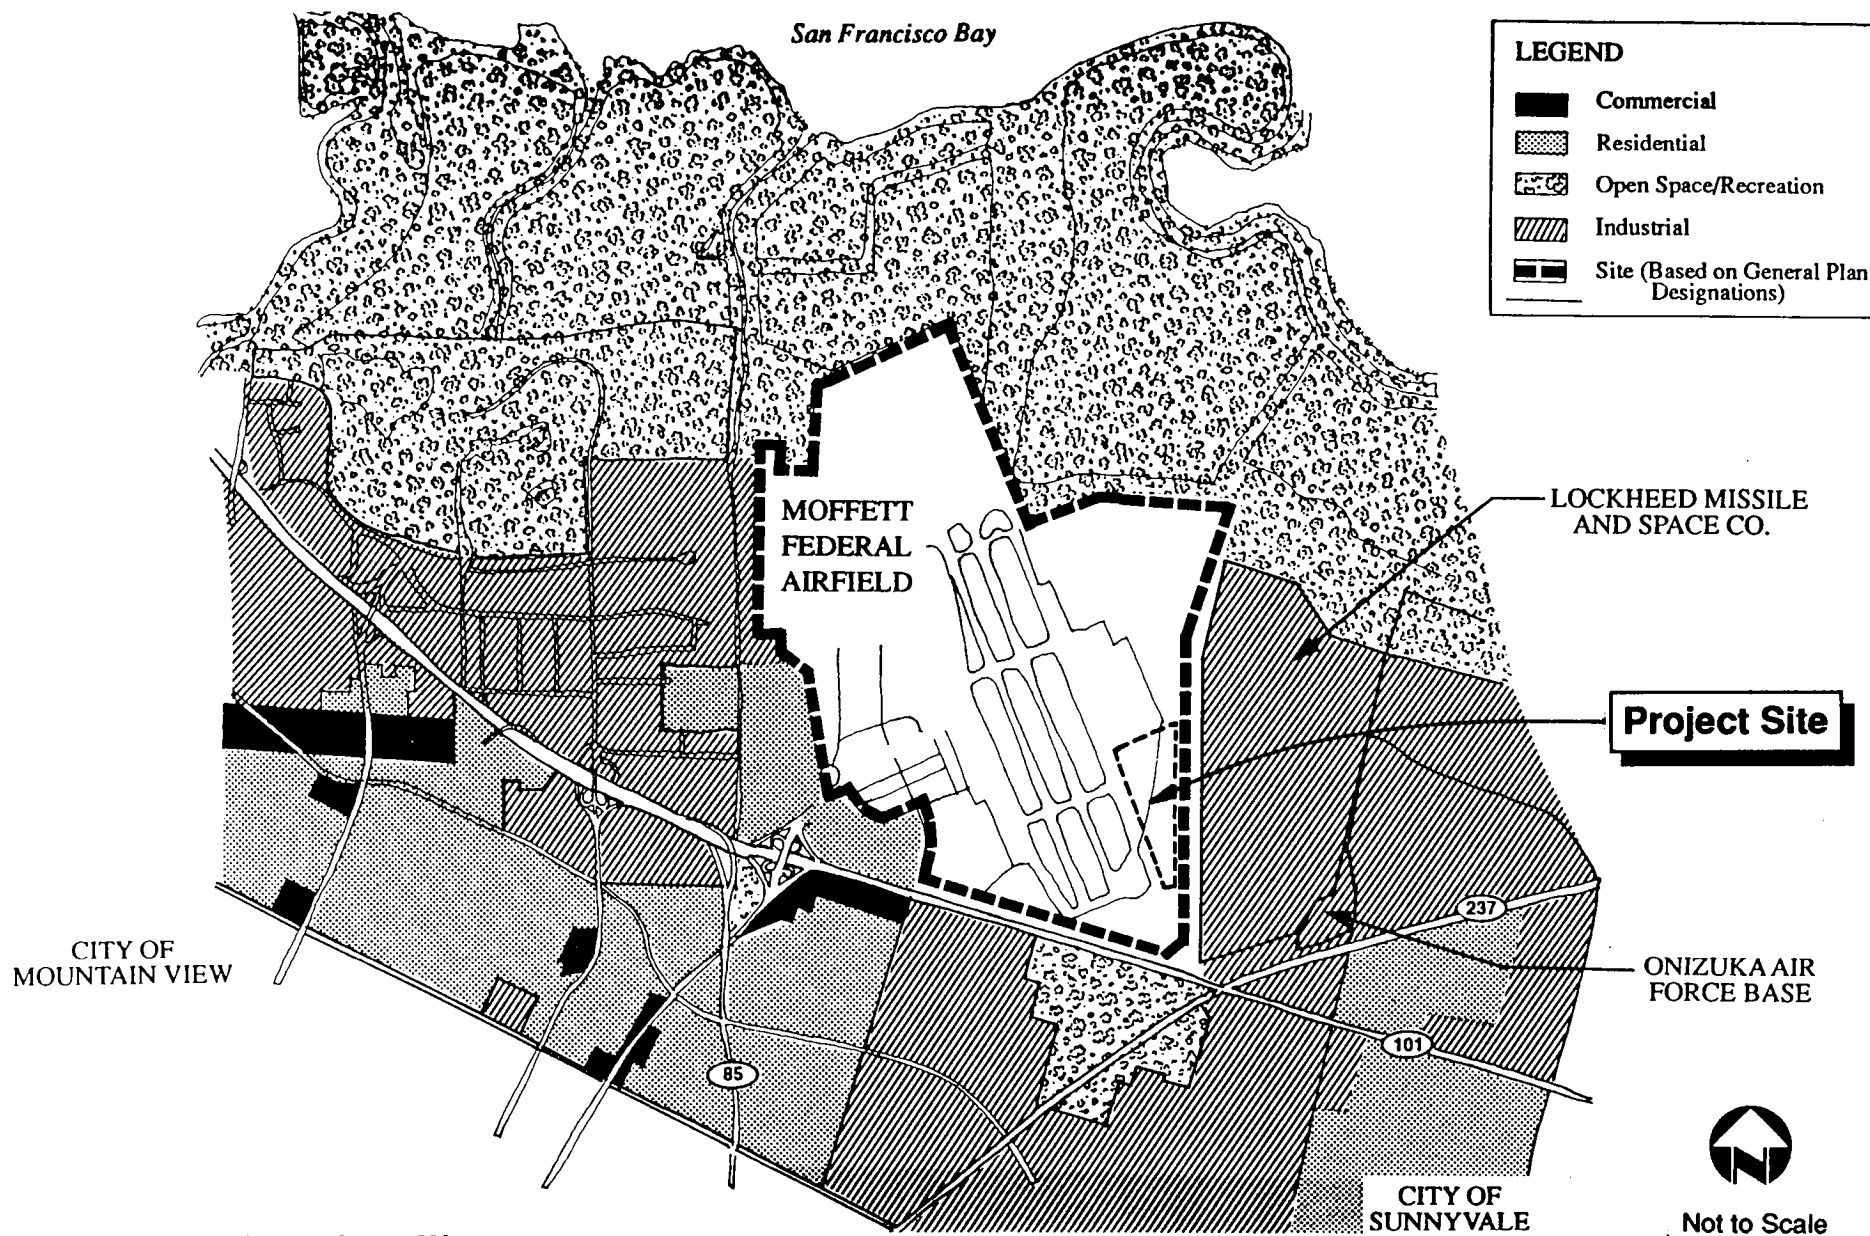 San Francisco Bay
LEGEND
Commercial
Residential
Open Space/Recreation
Industrial
Site (Based on General Plan
Designations)
MOFFETT
FEDERAL
AIRFIELD
LOCKHEED MISSILE
AND SPACE CO.
Project Site
237
CITY OF
MOUNTAIN VIEW
ONIZUKA AIR
FORCE BASE
101
85
CITY OF
SUNNYVALE
N
Not to Scale